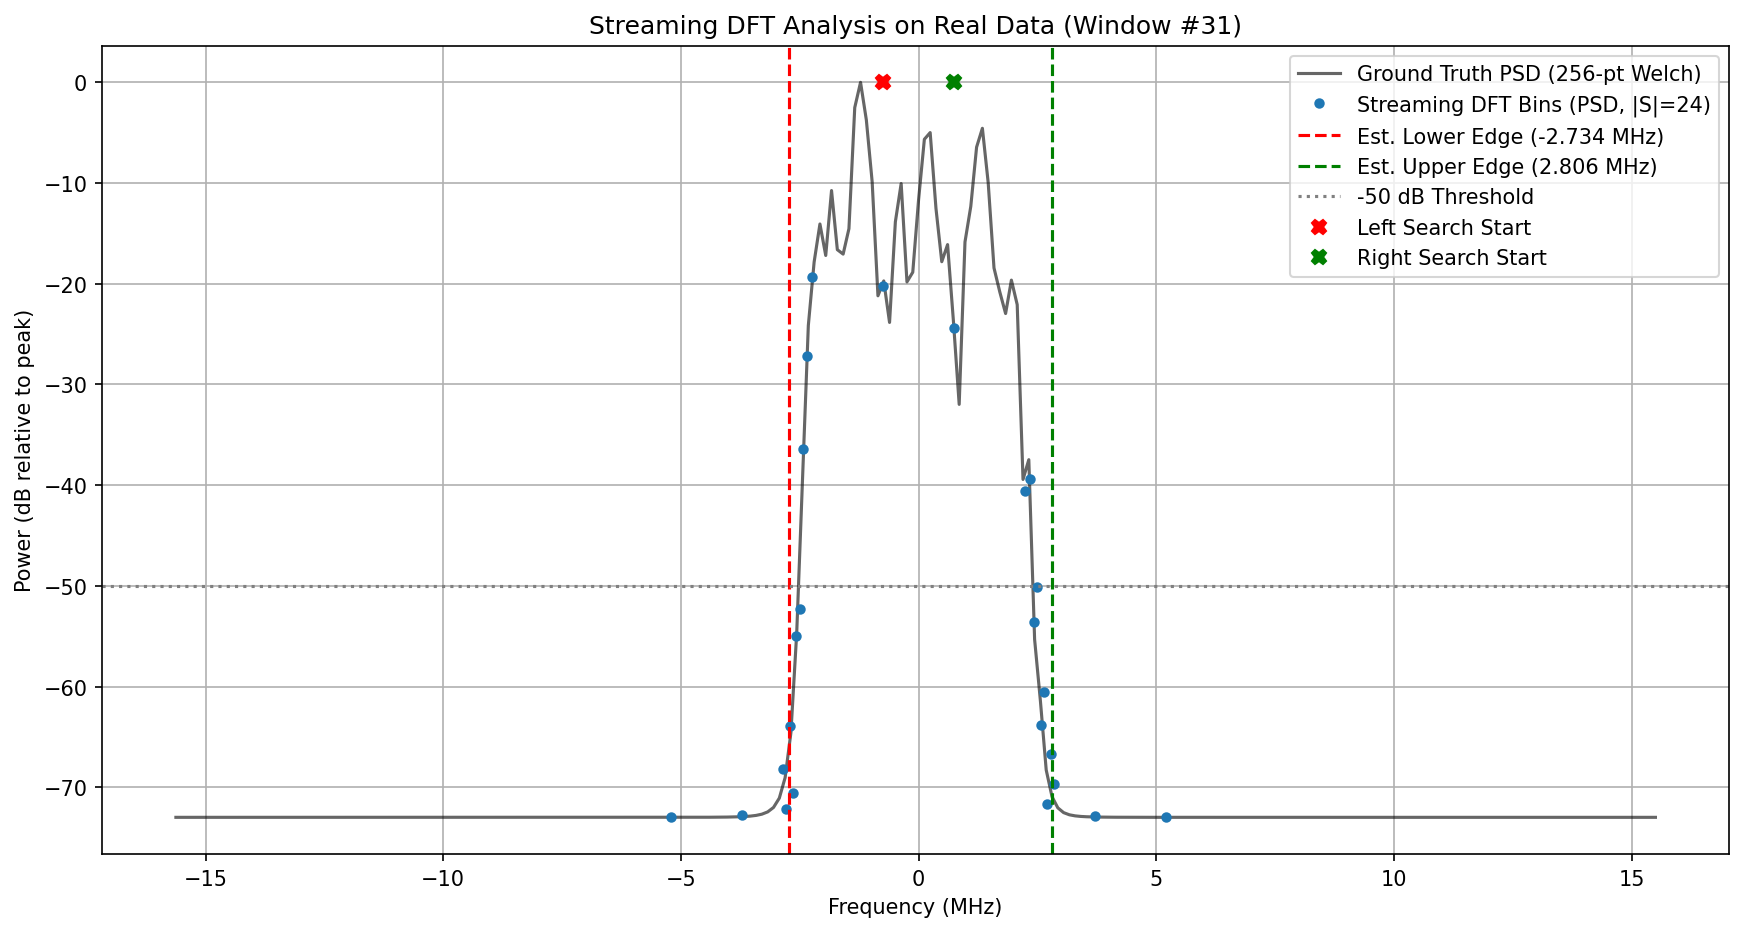 Streaming DFT Analysis on Real Data (Window #31)
Ground Truth PSD (256-pt Welch)
Streaming DFT Bins (PSD, |S|=24)
Est. Lower Edge (-2.734 MHz)
Est. Upper Edge (2.806 MHz)
-50 dB Threshold
Left Search Start
Right Search Start
Power (dB relative to peak)
0
−10
−20
−30
−40
−50
−60
−70
−15
−10
−5
0
5
10
15
Frequency (MHz)